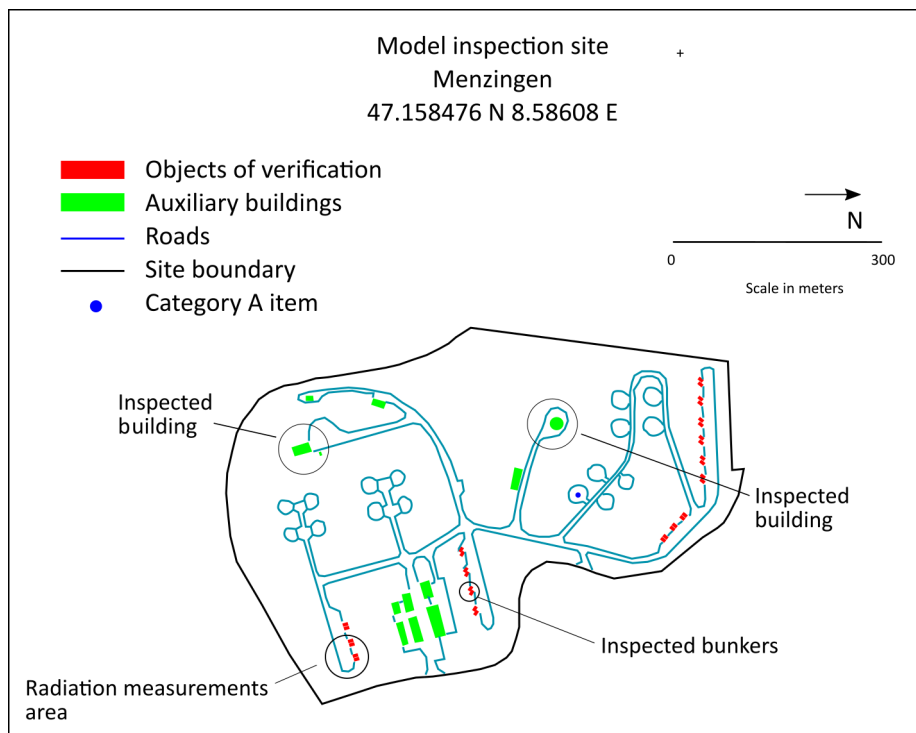 Model inspection site
Menzingen
47.158476 N 8.58608 E
Objects of verification
Auxiliary buildings
Roads
Site boundary
Category A item
N
0 300
Scale in meters
Inspected
building
Inspected
building
Inspected bunkers
Radiation measurements
area